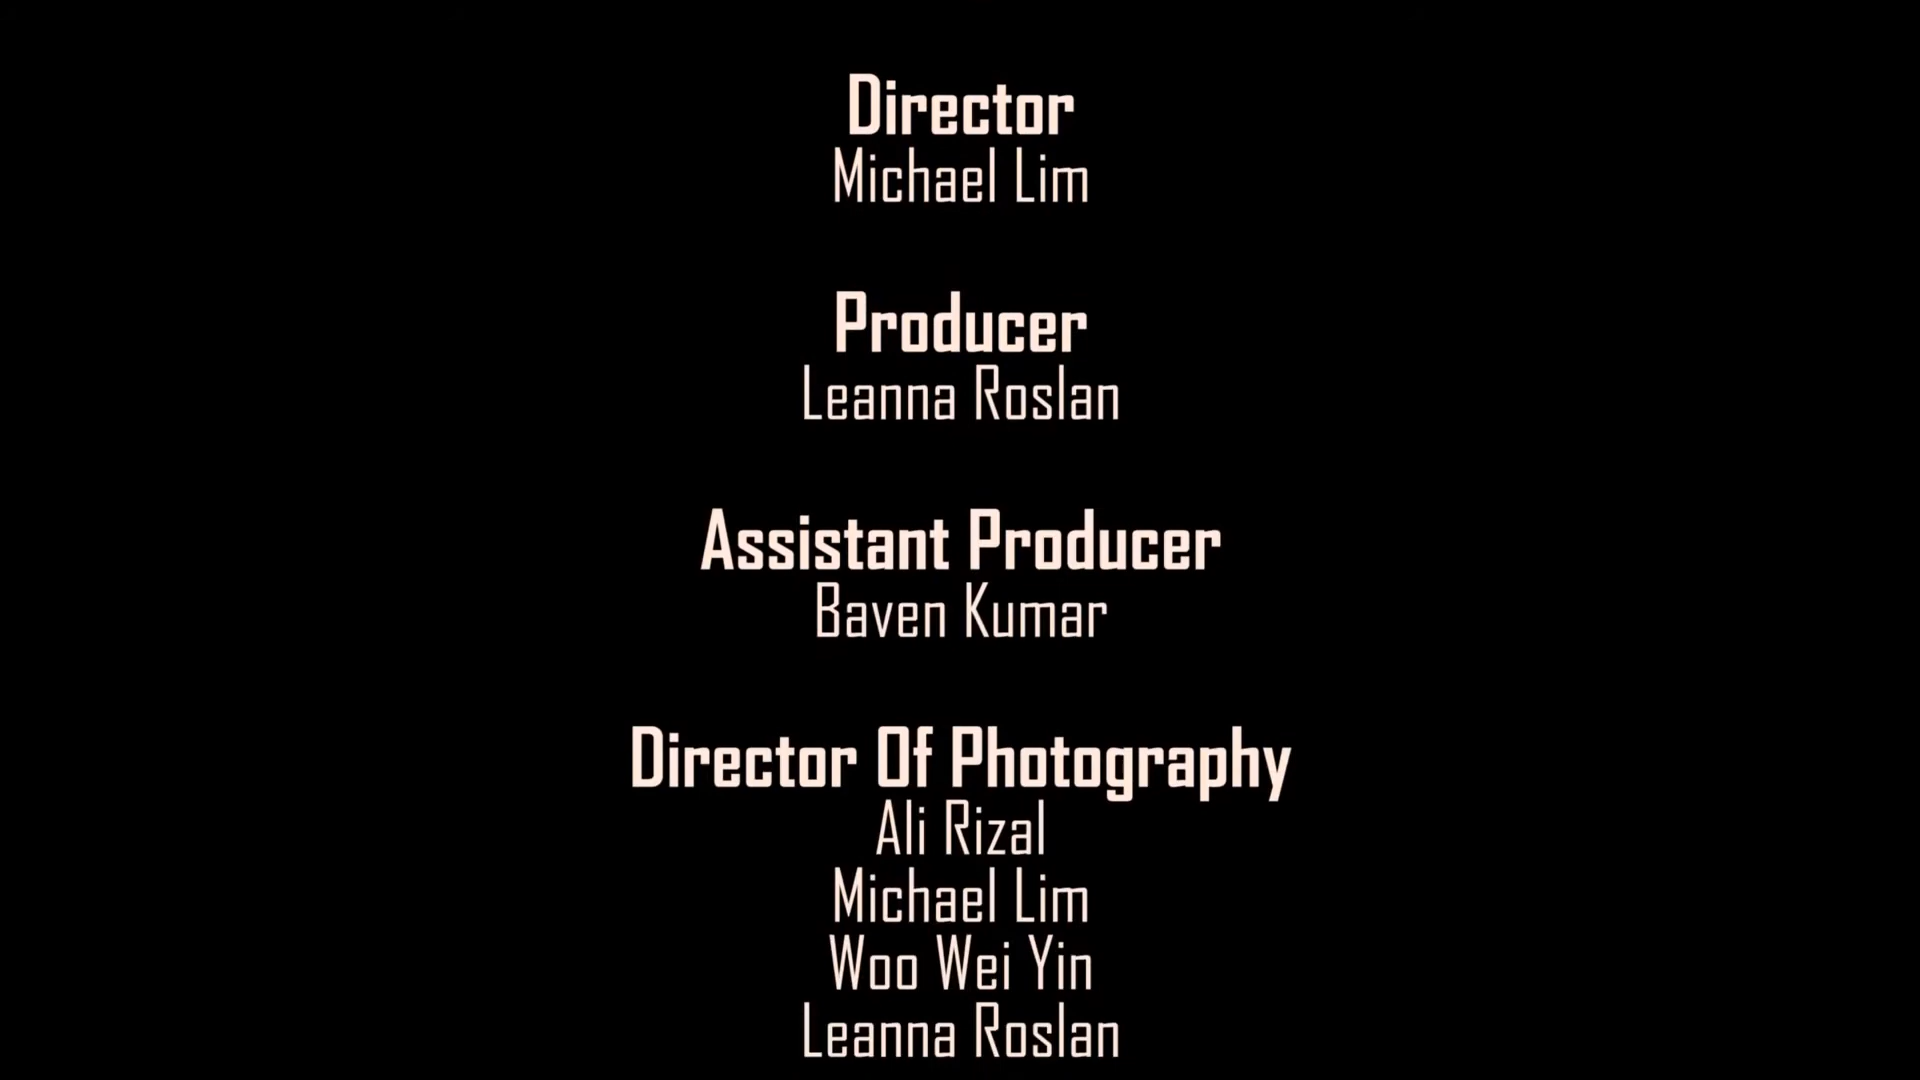 Director
Michael Lim
Producer
Leanna Roslan
Assistant Producer
Baven Kumar
Director Of Photography
Ali Rizal
Michael Lim
Woo Wei Yin
Leanna Roslan